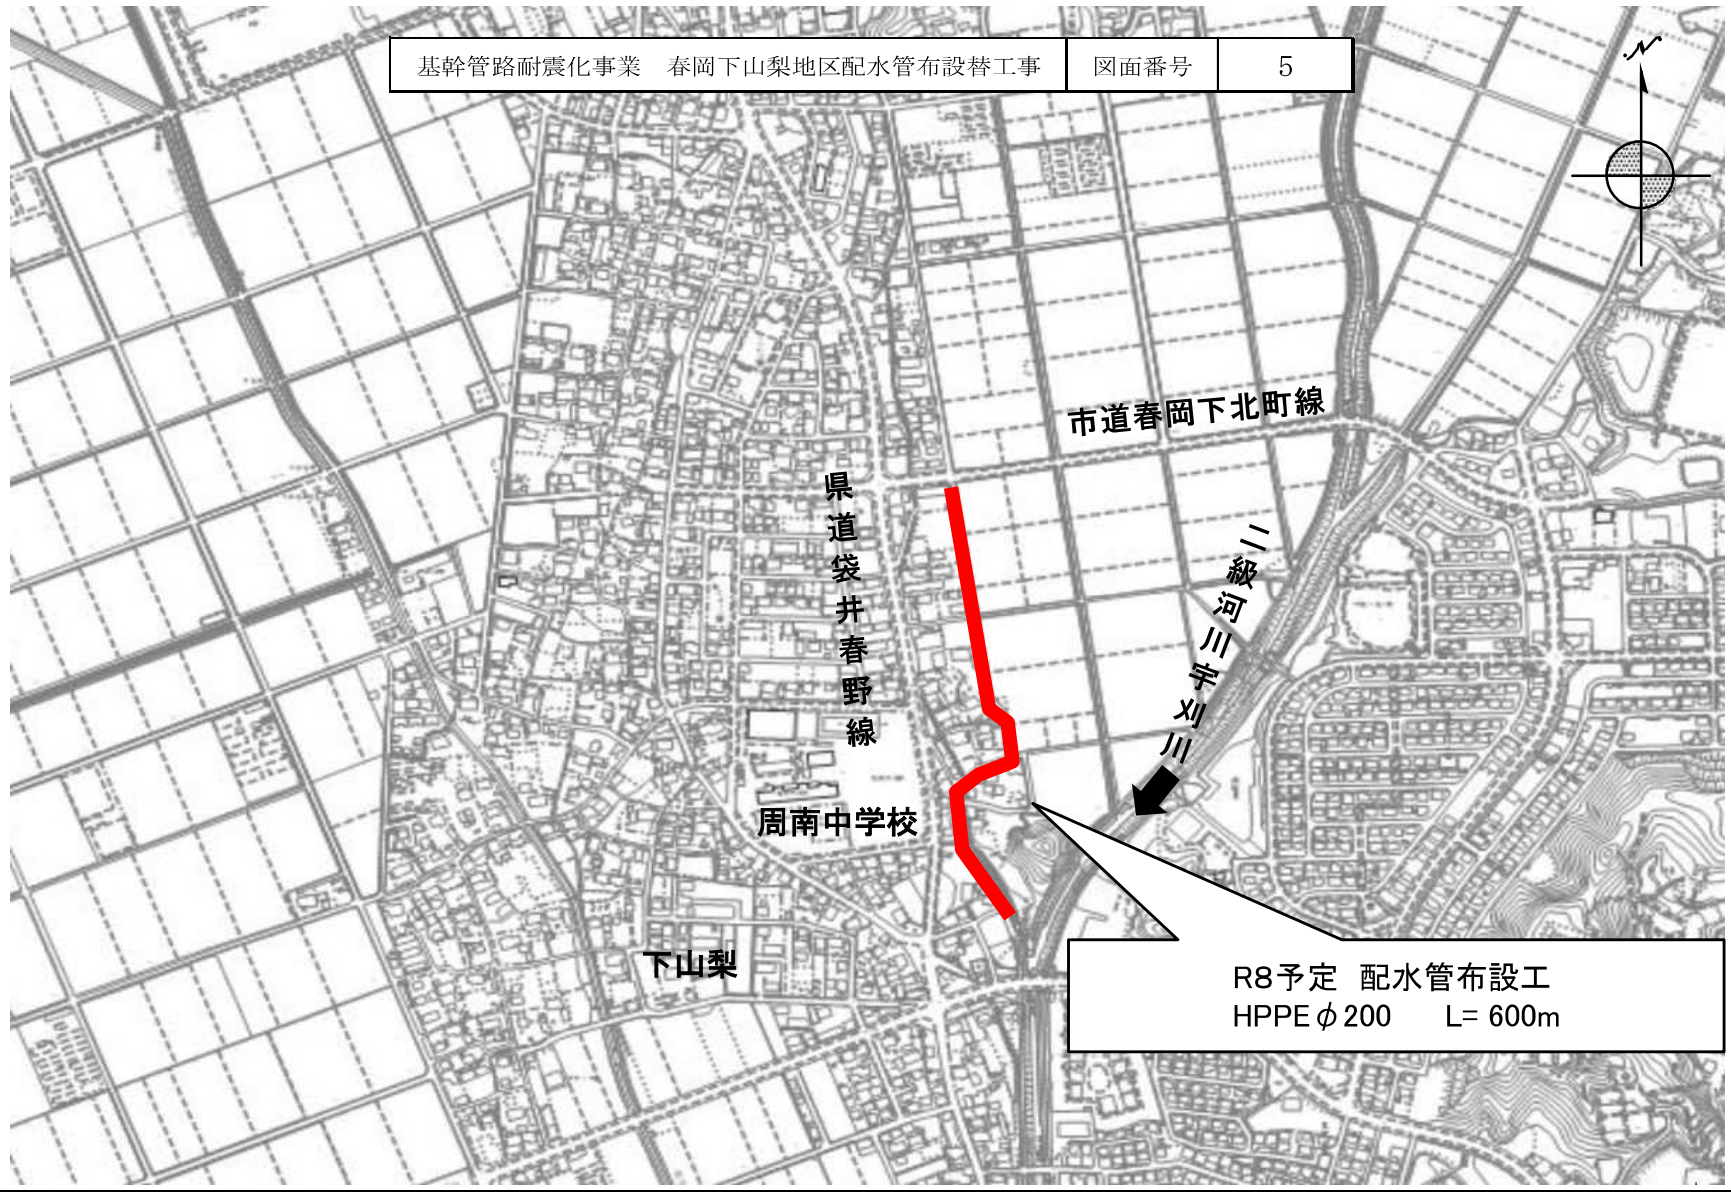 基幹管路耐震化事業　春岡下山梨地区配水管布設替工事
図面番号
5
N
市道春岡下北町線
県道袋井春野線
二級河川宇刈川
周南中学校
下山梨
R8予定　配水管布設工
HPPEφ200　L= 600m